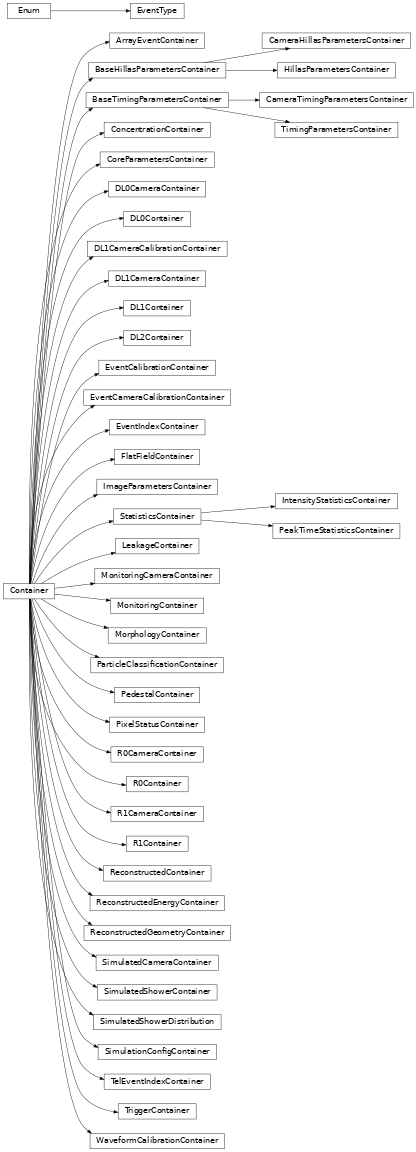 Enum
EventType
ArrayEventContainer
CameraHillasParametersContainer
BaseHillasParametersContainer
HillasParametersContainer
BaseTimingParametersContainer
CameraTimingParametersContainer
ConcentrationContainer
TimingParametersContainer
CoreParametersContainer
DL0CameraContainer
DL0Container
DL1CameraCalibrationContainer
DL1CameraContainer
DL1Container
DL2Container
EventCalibrationContainer
EventCameraCalibrationContainer
EventIndexContainer
FlatFieldContainer
ImageParametersContainer
IntensityStatisticsContainer
StatisticsContainer
PeakTimeStatisticsContainer
LeakageContainer
MonitoringCameraContainer
Container
MonitoringContainer
MorphologyContainer
ParticleClassificationContainer
PedestalContainer
PixelStatusContainer
R0CameraContainer
R0Container
R1CameraContainer
R1Container
ReconstructedContainer
ReconstructedEnergyContainer
ReconstructedGeometryContainer
SimulatedCameraContainer
SimulatedShowerContainer
SimulatedShowerDistribution
SimulationConfigContainer
TelEventIndexContainer
TriggerContainer
WaveformCalibrationContainer